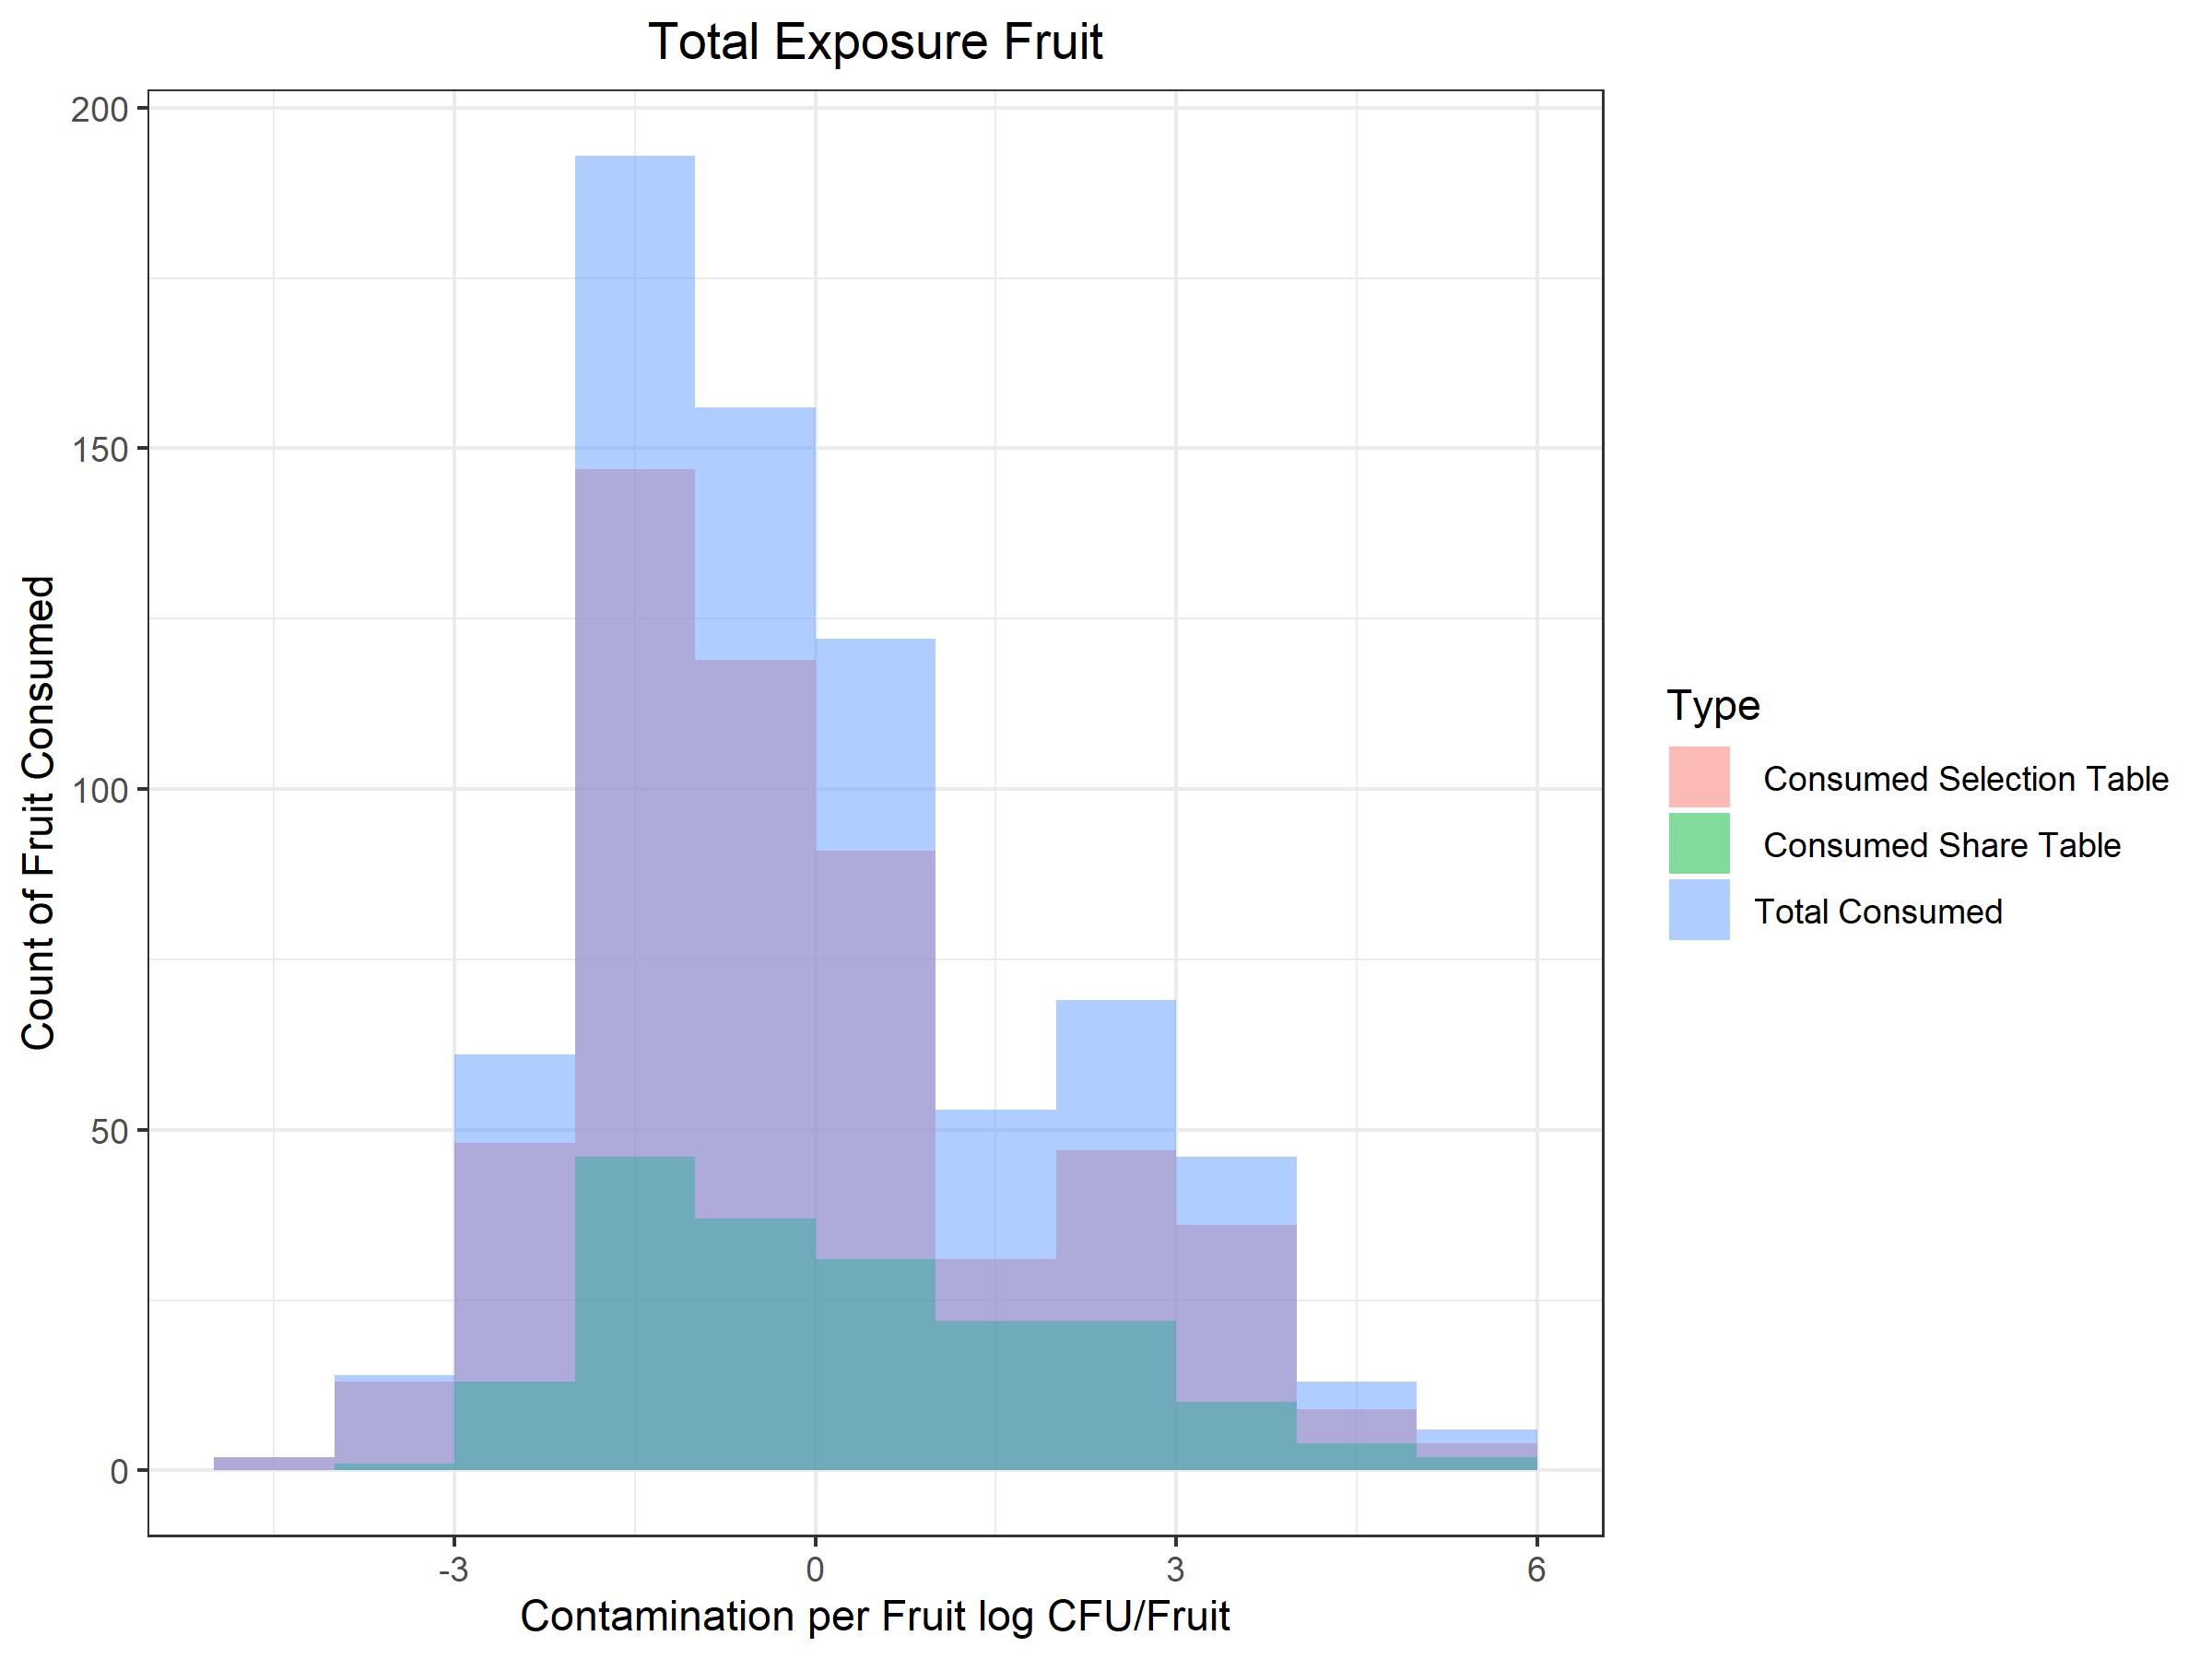 Total Exposure Fruit
200
150
100
50
0
Count of Fruit Consumed
-3
0
3
6
Contamination per Fruit log CFU/Fruit
Type
Consumed Selection Table
Consumed Share Table
Total Consumed